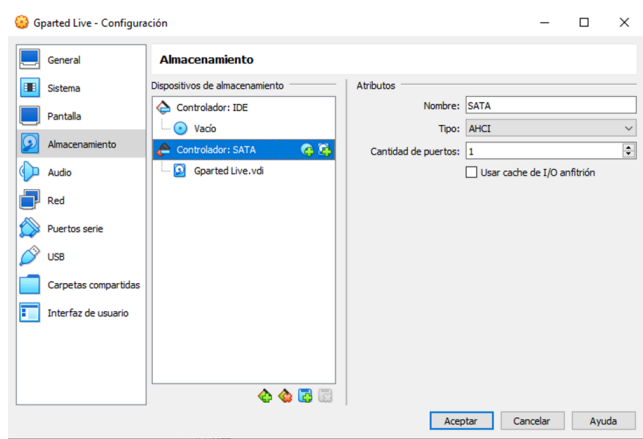 Gparted Live - Configuración
General
Sistema
Pantalla
Almacenamiento
Audio
Red
Puertos serie
USB
Carpetas compartidas
Interfaz de usuario
Almacenamiento
Dispositivos de almacenamiento
Controlador: IDE
Vacío
Controlador: SATA
Gparted Live.vdi
Atributos
Nombre: SATA
Tipo: AHCI
Cantidad de puertos: 1
Usar cache de I/O anfitrión
Aceptar Cancelar Ayuda